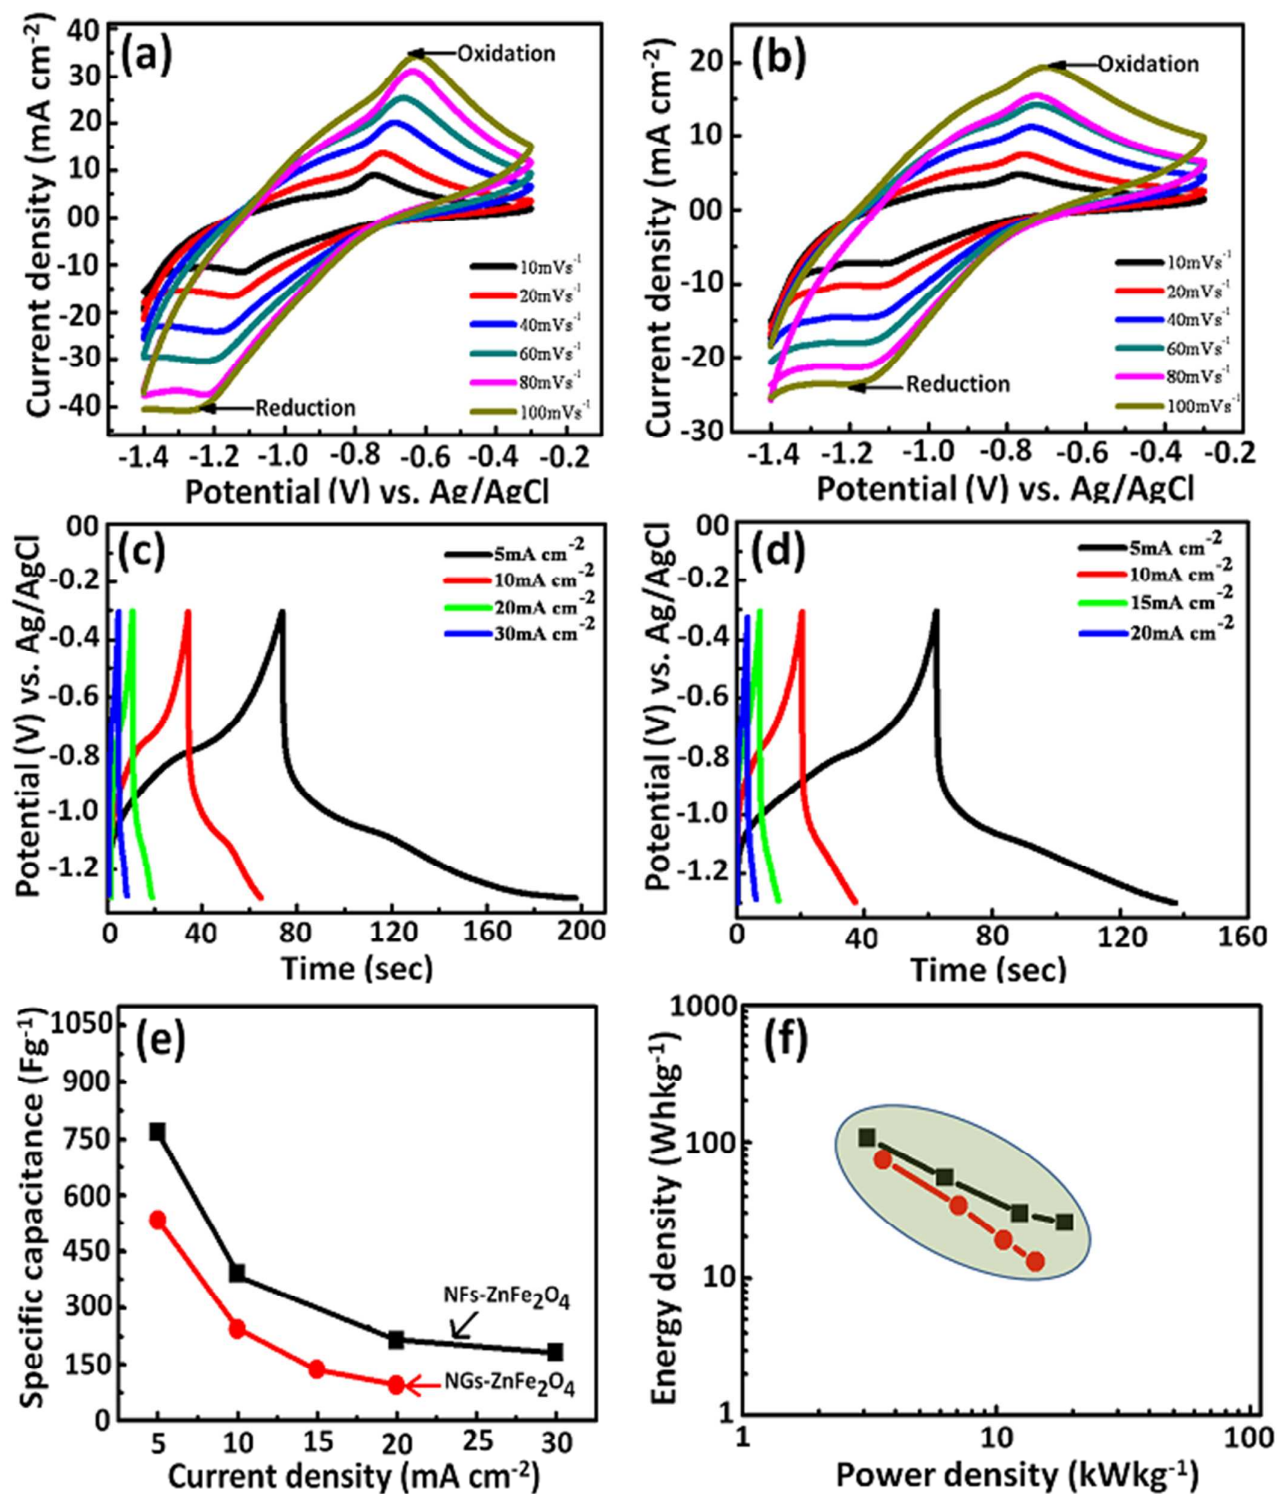 (a)
Oxidation
Reduction
40
30
20
10
00
-10
-20
-30
-40
Current density (mA cm⁻²)
10mVs⁻¹
20mVs⁻¹
40mVs⁻¹
60mVs⁻¹
80mVs⁻¹
100mVs⁻¹
-1.4 -1.2 -1.0 -0.8 -0.6 -0.4 -0.2
Potential (V) vs. Ag/AgCl
(b)
Oxidation
Reduction
20
10
00
-10
-20
-30
Current density (mA cm⁻²)
10mVs⁻¹
20mVs⁻¹
40mVs⁻¹
60mVs⁻¹
80mVs⁻¹
100mVs⁻¹
-1.4 -1.2 -1.0 -0.8 -0.6 -0.4 -0.2
Potential (V) vs. Ag/AgCl
(c)
00
-0.2
-0.4
-0.6
-0.8
-1.0
-1.2
Potential (V) vs. Ag/AgCl
5mA cm⁻²
10mA cm⁻²
20mA cm⁻²
30mA cm⁻²
0 40 80 120 160 200
Time (sec)
(d)
00
-0.2
-0.4
-0.6
-0.8
-1.0
-1.2
Potential (V) vs. Ag/AgCl
5mA cm⁻²
10mA cm⁻²
15mA cm⁻²
20mA cm⁻²
0 40 80 120 160
Time (sec)
(e)
1050
900
750
600
450
300
150
0
Specific capacitance (Fg⁻¹)
NFs-ZnFe₂O₄
NGs-ZnFe₂O₄
5 10 15 20 25 30
Current density (mA cm⁻²)
(f)
1000
100
10
1
Energy density (Whkg⁻¹)
1 10 100
Power density (kWkg⁻¹)